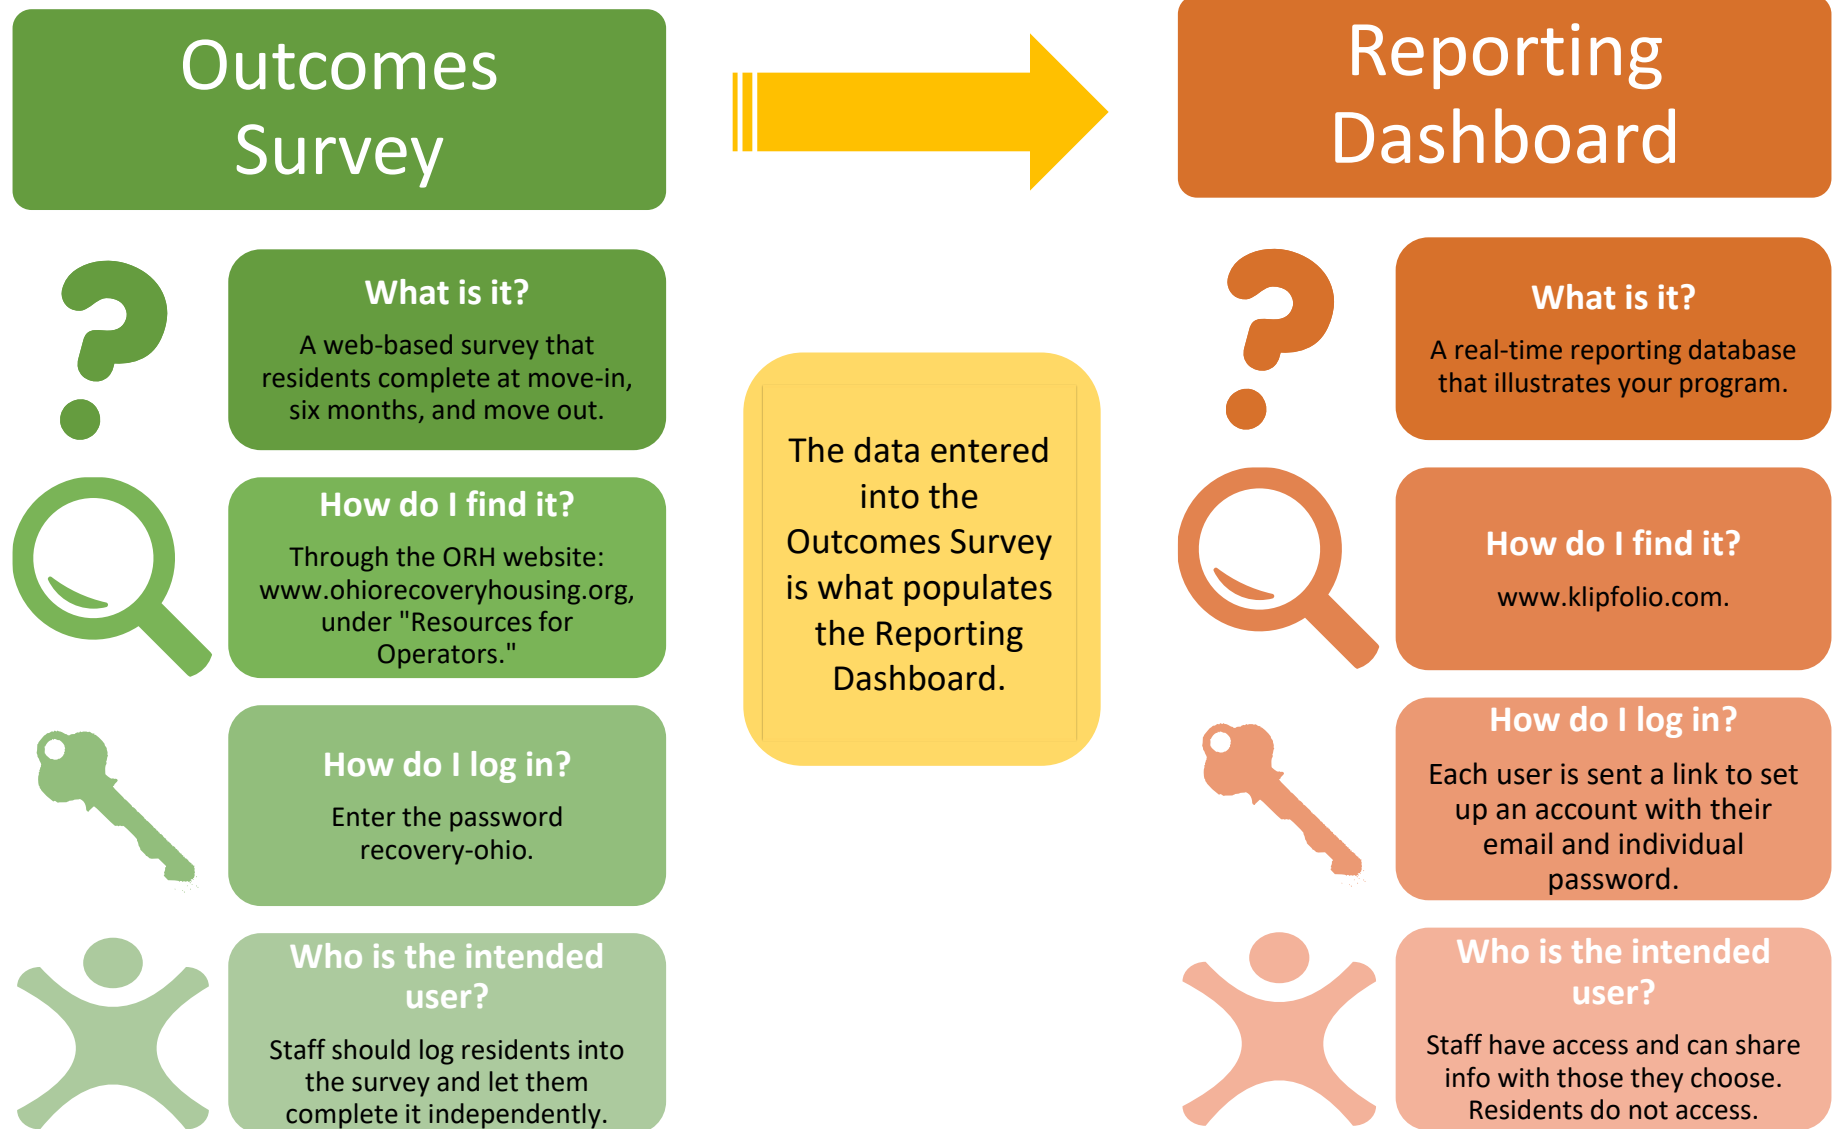 Outcomes
Survey
What is it?
A web-based survey that
residents complete at move-in,
six months, and move out.
How do I find it?
Through the ORH website:
www.ohiorecoveryhousing.org,
under "Resources for
Operators."
How do I log in?
Enter the password
recovery-ohio.
Who is the intended
user?
Staff should log residents into
the survey and let them
complete it independently.
The data entered
into the
Outcomes Survey
is what populates
the Reporting
Dashboard.
Reporting
Dashboard
What is it?
A real-time reporting database
that illustrates your program.
How do I find it?
www.klipfolio.com.
How do I log in?
Each user is sent a link to set
up an account with their
email and individual
password.
Who is the intended
user?
Staff have access and can share
info with those they choose.
Residents do not access.